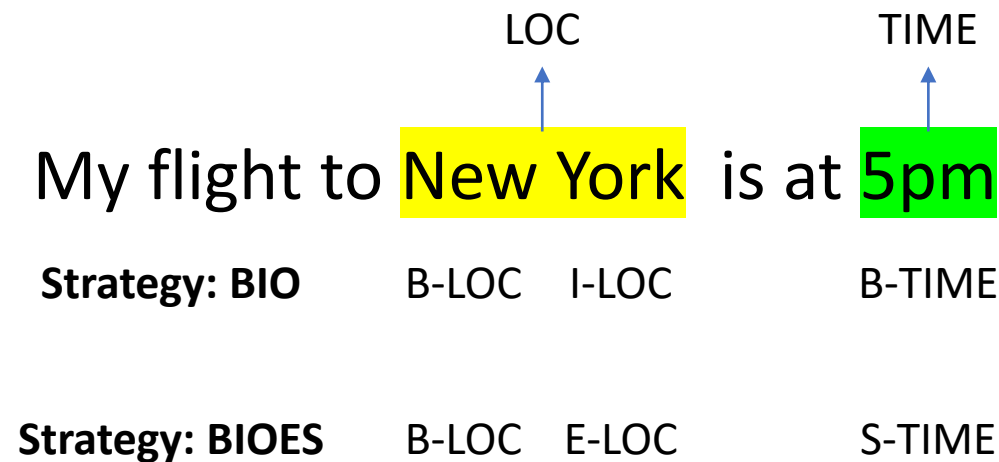 LOC TIME
My flight to New York is at 5pm
Strategy: BIO B-LOC I-LOC B-TIME
Strategy: BIOES B-LOC E-LOC S-TIME